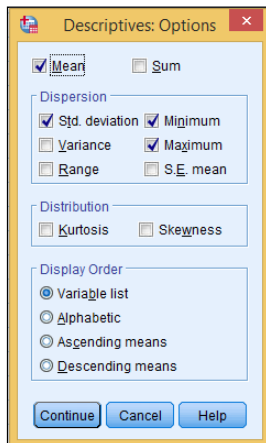 Descriptives: Options
Mean Sum
Dispersion
Std. deviation Minimum
Variance Maximum
Range S.E. mean
Distribution
Kurtosis Skewness
Display Order
Variable list
Alphabetic
Ascending means
Descending means
Continue Cancel Help